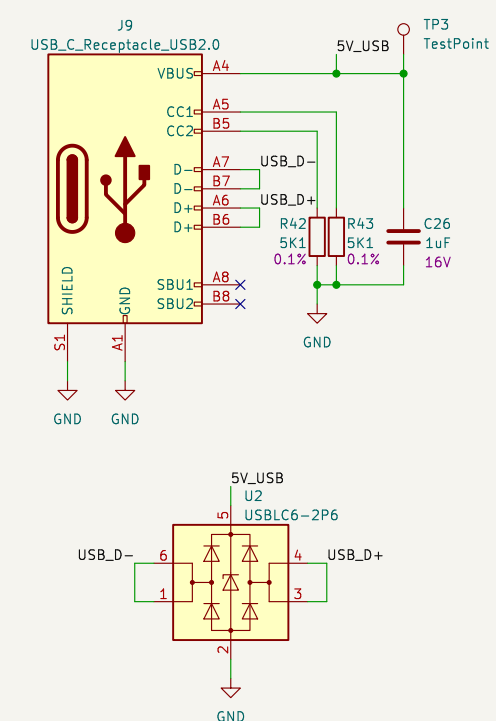 J9
USB_C_Receptacle_USB2.0
TP3
TestPoint
5V_USB
VBUS A4
CC1 A5
CC2 B5
D- A7 USB_D-
D- B7
D+ A6 USB_D+
D+ B6
R42 R43 C26
5K1 5K1 1uF
0.1% 0.1% 16V
SBU1 A8
SBU2 B8
SHIELD GND
S1 A1
GND
GND GND
5V_USB
U2
USBLC6-2P6
5
USB_D- 6 4 USB_D+
1 3
2
GND